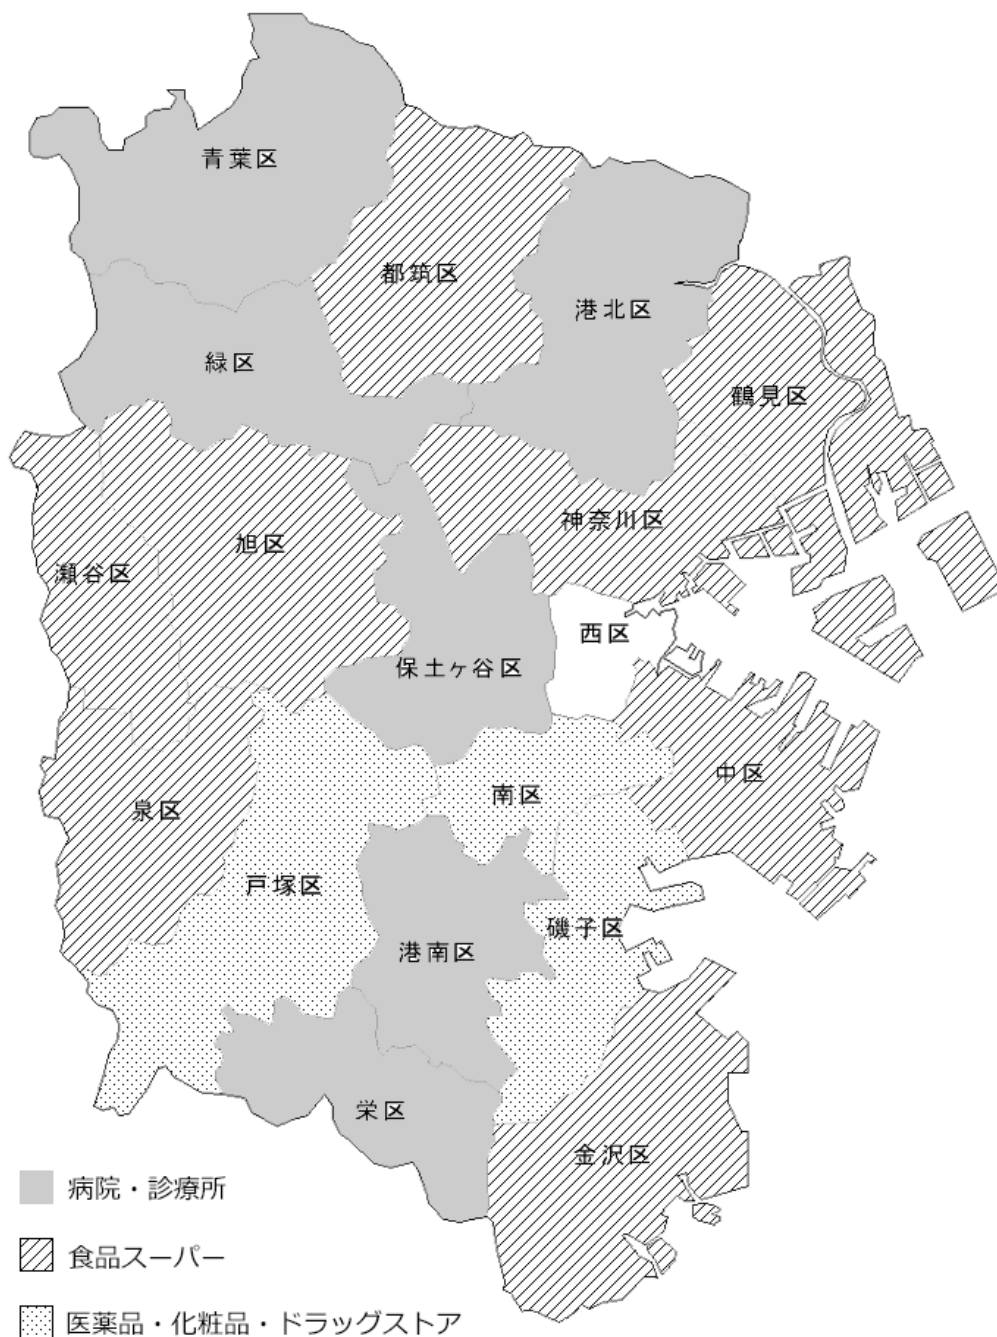 青葉区
都筑区
港北区
緑区
鶴見区
神奈川区
旭区
瀬谷区
西区
保土ヶ谷区
中区
南区
泉区
戸塚区
磯子区
港南区
栄区
金沢区
病院・診療所
食品スーパー
医薬品・化粧品・ドラッグストア